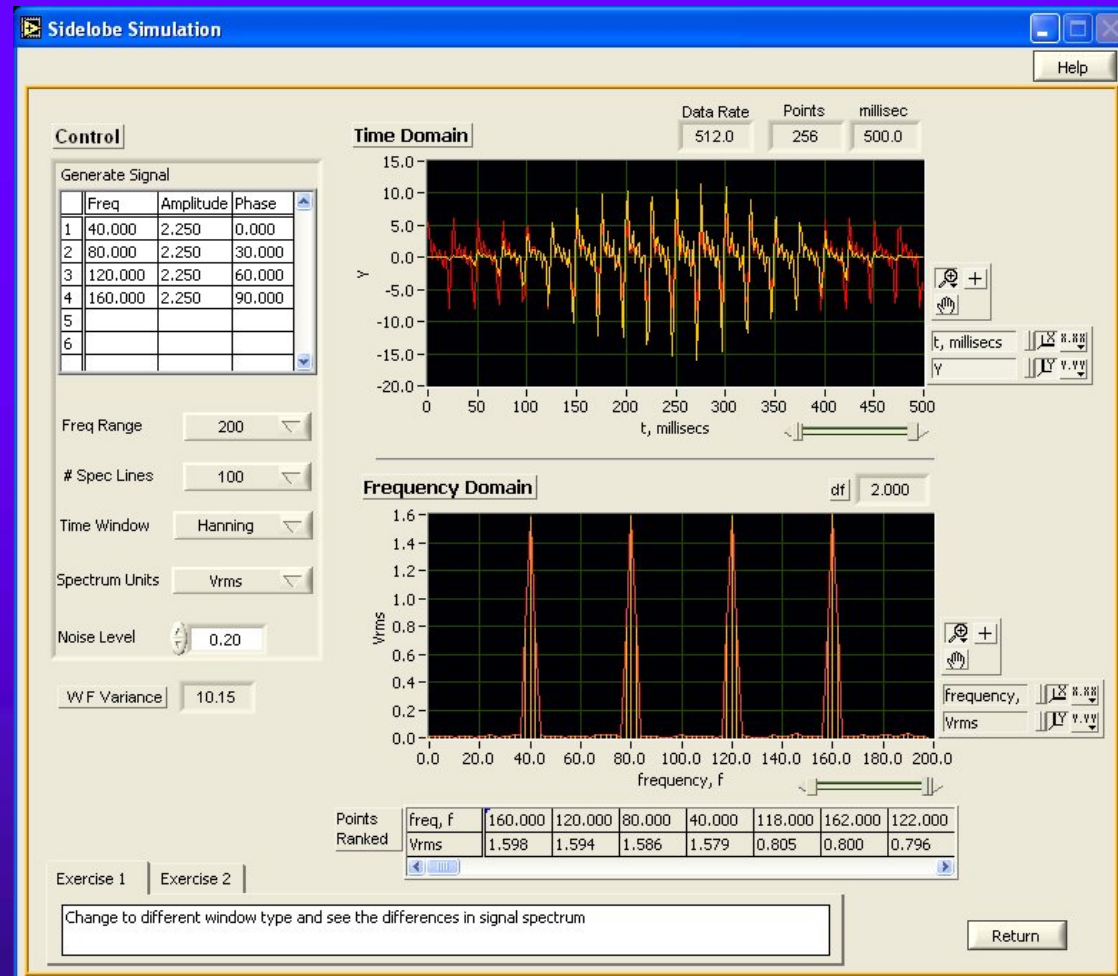 Sidelobe Simulation
Help
Control
Generate Signal
Freq Amplitude Phase
1 40.000 2.250 0.000
2 80.000 2.250 30.000
3 120.000 2.250 60.000
4 160.000 2.250 90.000
5
6
Freq Range 200
# Spec Lines 100
Time Window Hanning
Spectrum Units Vrms
Noise Level 0.20
WF Variance 10.15
Time Domain
Data Rate Points millisec
512.0 256 500.0
15.0
10.0
5.0
0.0
-5.0
-10.0
-15.0
-20.0
Y
0 50 100 150 200 250 300 350 400 450 500
t, millisecs
t, millisecs X x.xx
Y Y y.yy
Frequency Domain
df 2.000
1.6
1.4
1.2
1.0
0.8
0.6
0.4
0.2
0.0
Vrms
0.0 20.0 40.0 60.0 80.0 100.0 120.0 140.0 160.0 180.0 200.0
frequency, f
frequency, X x.xx
Vrms Y y.yy
Points Ranked
freq, f 160.000 120.000 80.000 40.000 118.000 162.000 122.000
Vrms 1.598 1.594 1.586 1.579 0.805 0.800 0.796
Exercise 1 Exercise 2
Change to different window type and see the differences in signal spectrum
Return